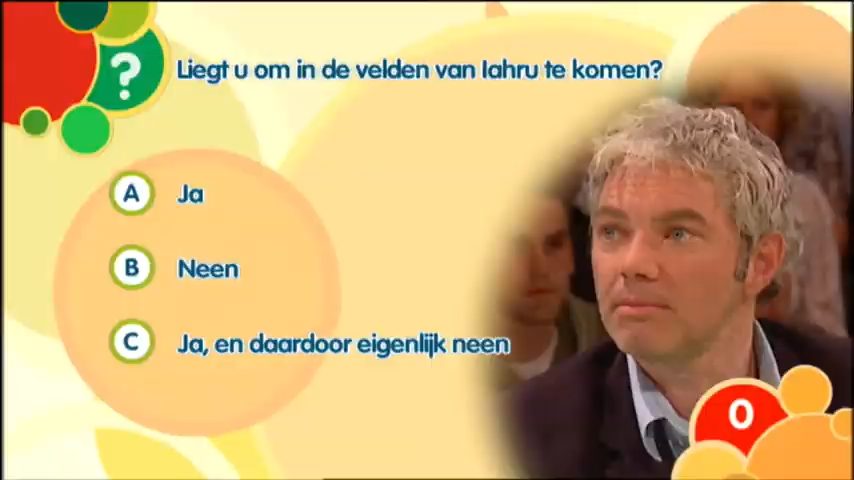 ?
Liegt u om in de velden van Iahru te komen?
A Ja
B Neen
C Ja, en daardoor eigenlijk neen
0